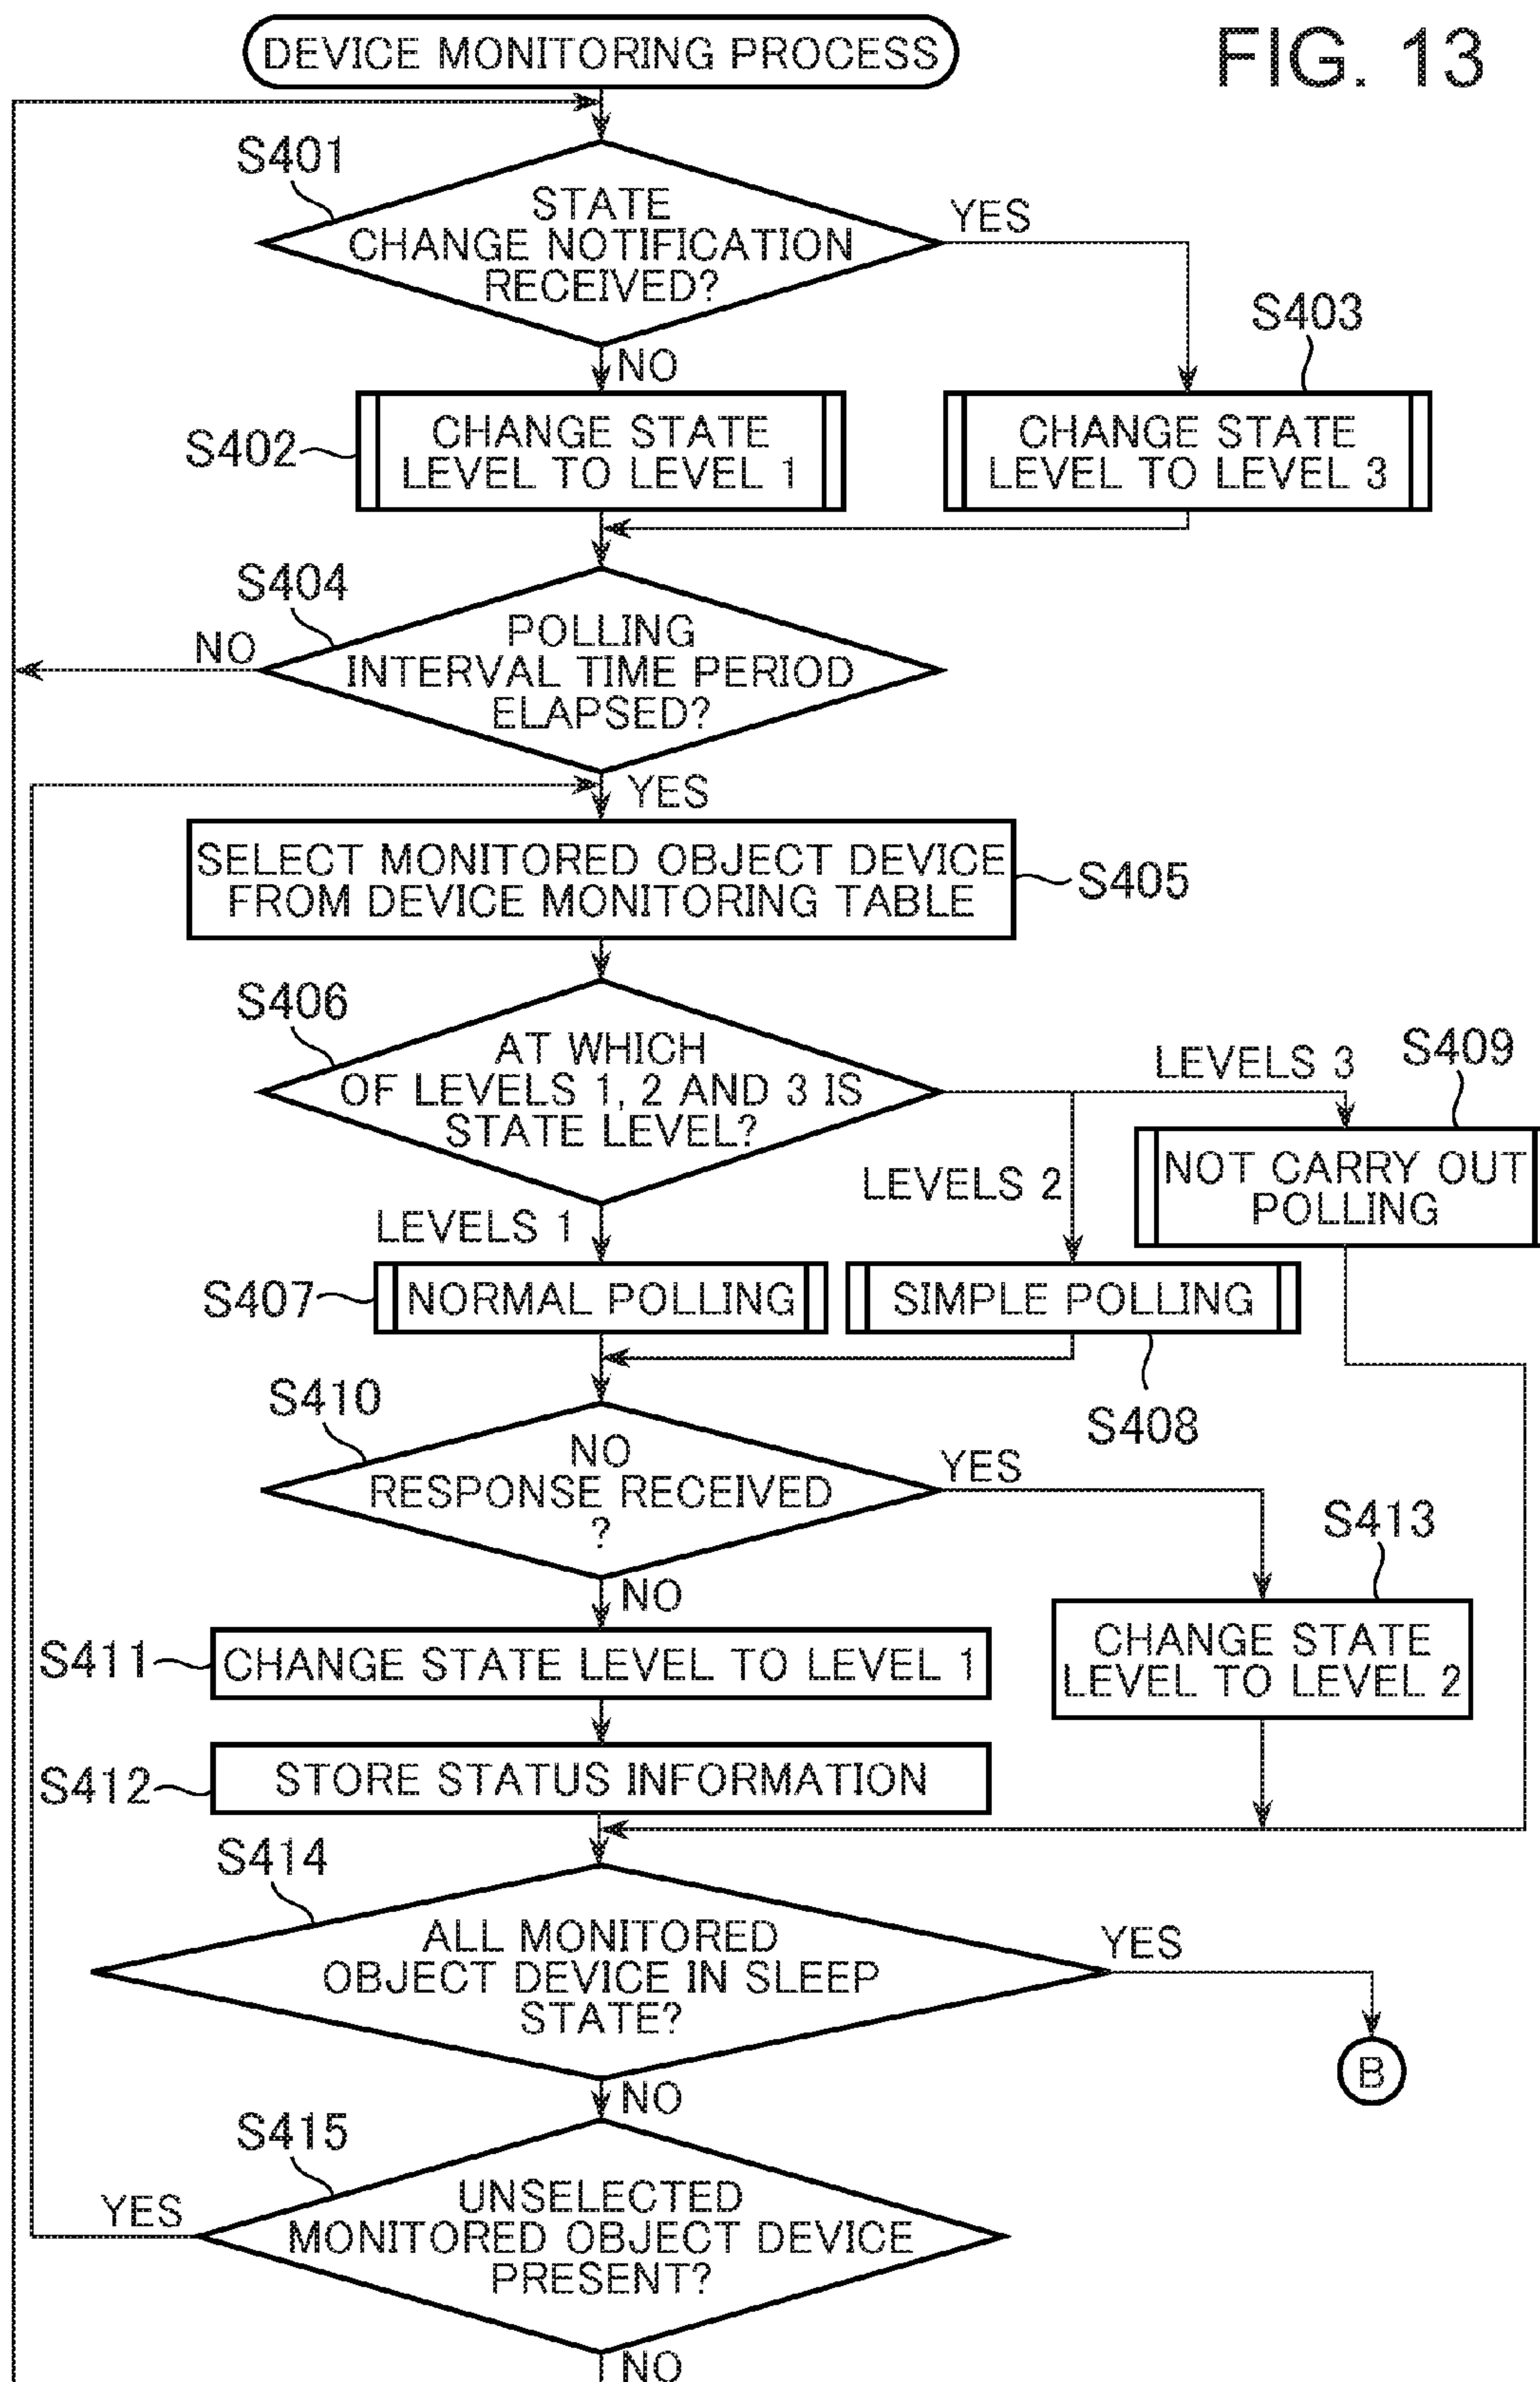 DEVICE MONITORING PROCESS
FIG. 13
S401
STATE
CHANGE NOTIFICATION
RECEIVED?
YES
NO
S403
S402
CHANGE STATE
LEVEL TO LEVEL 1
CHANGE STATE
LEVEL TO LEVEL 3
S404
POLLING
INTERVAL TIME PERIOD
ELAPSED?
NO
YES
SELECT MONITORED OBJECT DEVICE
FROM DEVICE MONITORING TABLE
S405
S406
AT WHICH
OF LEVELS 1, 2 AND 3 IS
STATE LEVEL?
LEVELS 3
S409
LEVELS 2
NOT CARRY OUT
POLLING
LEVELS 1
S407
NORMAL POLLING
SIMPLE POLLING
S408
S410
NO
RESPONSE RECEIVED
?
YES
NO
S413
S411
CHANGE STATE LEVEL TO LEVEL 1
CHANGE STATE
LEVEL TO LEVEL 2
S412
STORE STATUS INFORMATION
S414
ALL MONITORED
OBJECT DEVICE IN SLEEP
STATE?
YES
B
NO
S415
UNSELECTED
MONITORED OBJECT DEVICE
PRESENT?
YES
NO